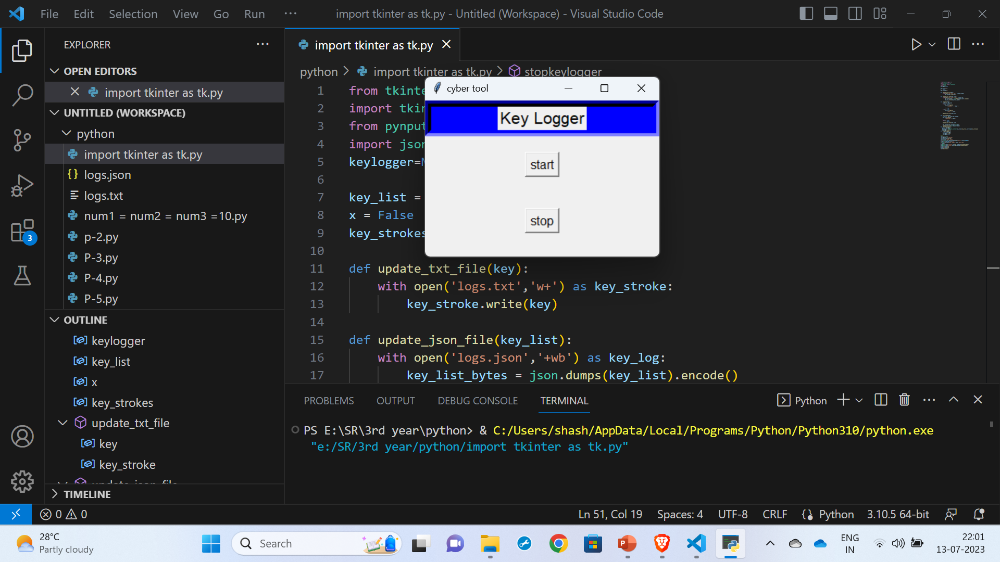 File Edit Selection View Go Run ··· import tkinter as tk.py - Untitled (Workspace) - Visual Studio Code
EXPLORER
OPEN EDITORS
import tkinter as tk.py
UNTITLED (WORKSPACE)
python
import tkinter as tk.py
logs.json
logs.txt
num1 = num2 = num3 =10.py
p-2.py
P-3.py
P-4.py
P-5.py
OUTLINE
keylogger
key_list
x
key_strokes
update_txt_file
key
key_stroke
update_json_file
TIMELINE
3
import tkinter as tk.py
python > import tkinter as tk.py > stopkeylogger
1 from
2 import
3 from pynput
4 import
5 keylogger=
6
7 key_list =
8 x = False
9 key_strokes
10
11 def update_txt_file(key):
12 with open('logs.txt','w+') as key_stroke:
13 key_stroke.write(key)
14
15 def update_json_file(key_list):
16 with open('logs.json','+wb') as key_log:
17 key_list_bytes = json.dumps(key_list).encode()
cyber tool
Key Logger
start
stop
PROBLEMS OUTPUT DEBUG CONSOLE TERMINAL Python
PS E:\SR\3rd year\python> & C:/Users/shash/AppData/Local/Programs/Python/Python310/python.exe
"e:/SR/3rd year/python/import tkinter as tk.py"
0 0 Ln 51, Col 19 Spaces: 4 UTF-8 CRLF {} Python 3.10.5 64-bit
28°C
Partly cloudy
Search
ENG
IN
22:01
13-07-2023